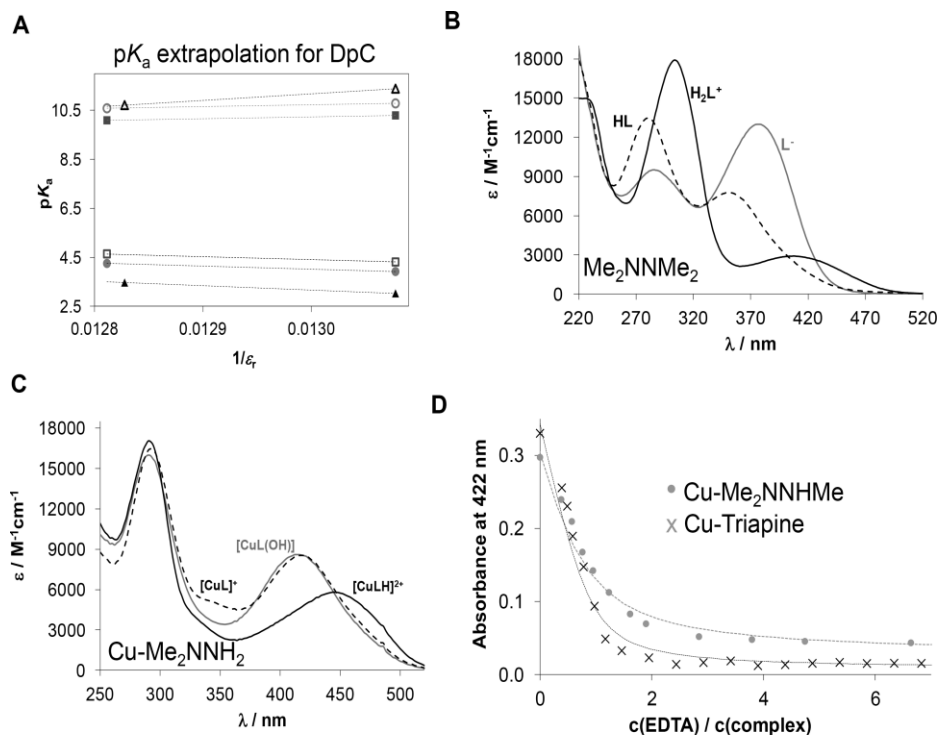 A
pKa extrapolation for DpC
10.5
8.5
6.5
4.5
2.5
pKa
0.0128
0.0129
0.0130
1/εr
B
18000
15000
12000
9000
6000
3000
0
ε / M-1cm-1
HL
H2L+
L-
Me2NNMe2
220 270 320 370 420 470 520
λ / nm
C
18000
15000
12000
9000
6000
3000
0
ε / M-1cm-1
[CuL(OH)]
[CuL]+
[CuLH]2+
Cu-Me2NNH2
250 300 350 400 450 500
λ / nm
D
0.3
0.2
0.1
0.0
Absorbance at 422 nm
Cu-Me2NNHMe
Cu-Triapine
0 2 4 6
c(EDTA) / c(complex)